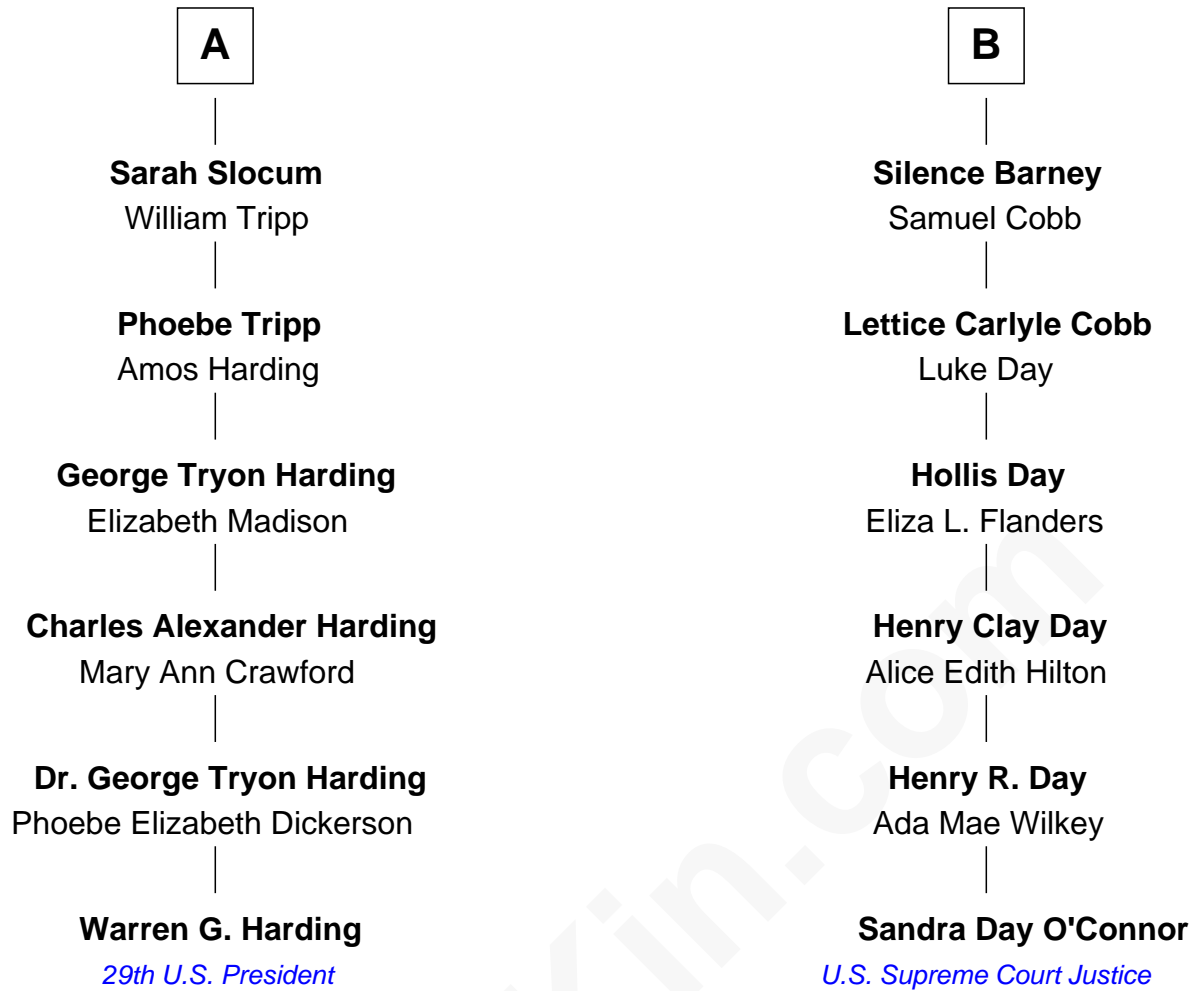 A
Sarah Slocum
William Tripp
Phoebe Tripp
Amos Harding
George Tryon Harding
Elizabeth Madison
Charles Alexander Harding
Mary Ann Crawford
Dr. George Tryon Harding
Phoebe Elizabeth Dickerson
Warren G. Harding
29th U.S. President
B
Silence Barney
Samuel Cobb
Lettice Carlyle Cobb
Luke Day
Hollis Day
Eliza L. Flanders
Henry Clay Day
Alice Edith Hilton
Henry R. Day
Ada Mae Wilkey
Sandra Day O'Connor
U.S. Supreme Court Justice